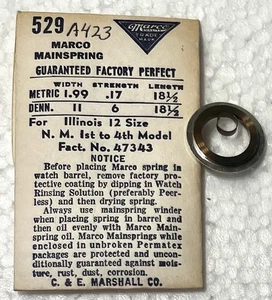 529 A423
Marco
TRADE
MARK
MARCO
MAINSPRING
GUARANTEED FACTORY PERFECT
WIDTH STRENGTH LENGTH
METRIC 1.99 .17 18½
DENN. 11 6 18½
For Illinois 12 Size
N. M. 1st to 4th Model
Fact. No. 47343
NOTICE
Before placing Marco spring in
watch barrel, remove factory pro-
tective coating by dipping in Watch
Rinsing Solution (preferably Peer-
less) and then drying spring.
Always use mainspring winder
when placing spring in barrel and
then oil evenly with Marco Main-
spring oil. Marco Mainsprings while
enclosed in unbroken Permatex
packages are protected and uncon-
ditionally guaranteed against mois-
ture, rust, dust, corrosion.
C. & E. MARSHALL CO.